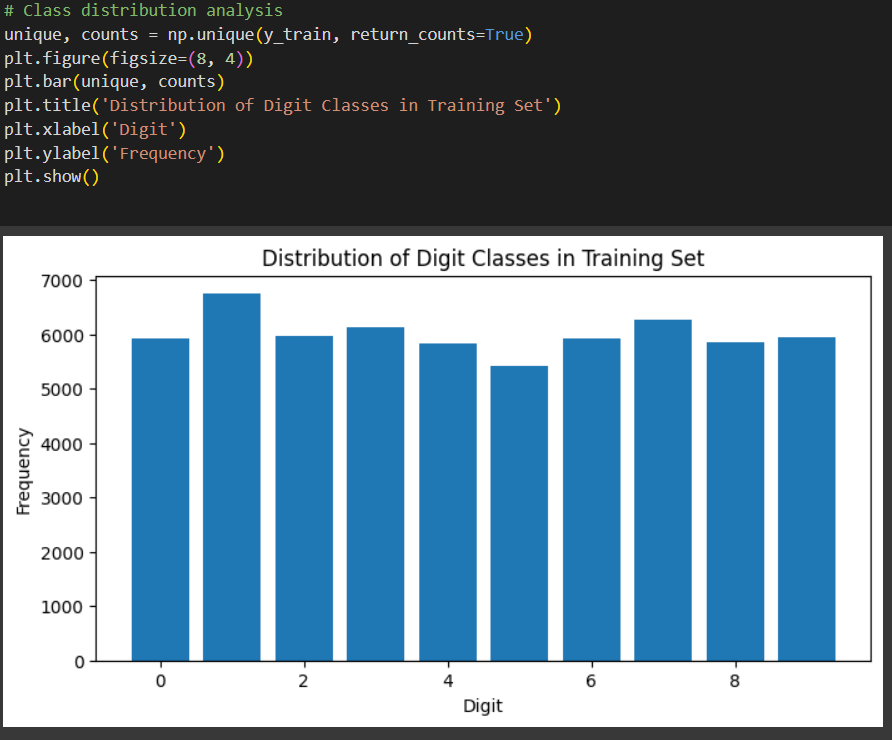 # Class distribution analysis
unique, counts = np.unique(y_train, return_counts=True)
plt.figure(figsize=(8, 4))
plt.bar(unique, counts)
plt.title('Distribution of Digit Classes in Training Set')
plt.xlabel('Digit')
plt.ylabel('Frequency')
plt.show()
Distribution of Digit Classes in Training Set
7000
6000
5000
4000
3000
2000
1000
0
Frequency
0 2 4 6 8
Digit